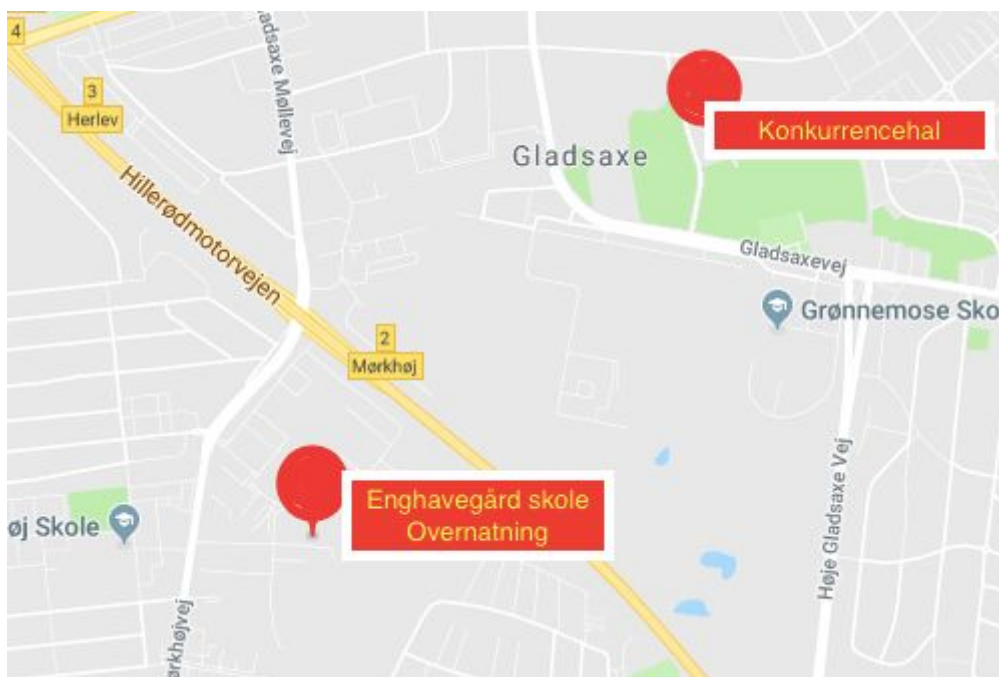 4
3
Herlev
adsaxe Møllevej
Hillerødmotorvejen
Konkurrencehal
Gladsaxe
Gladsaxevej
Grønnemose Sko
2
Mørkhøj
Enghavegård skole
Overnatning
øj Skole
Høje Gladsaxe Vej
ørkhøjvej